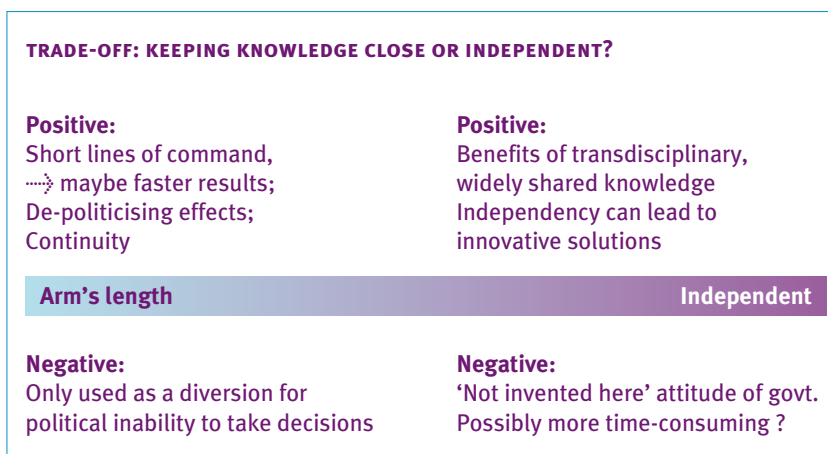 TRADE-OFF: KEEPING KNOWLEDGE CLOSE OR INDEPENDENT?
Positive:
Short lines of command,
⇢ maybe faster results;
De-politicising effects;
Continuity
Positive:
Benefits of transdisciplinary,
widely shared knowledge
Independency can lead to
innovative solutions
Arm's length
Independent
Negative:
Only used as a diversion for
political inability to take decisions
Negative:
‘Not invented here’ attitude of govt.
Possibly more time-consuming ?